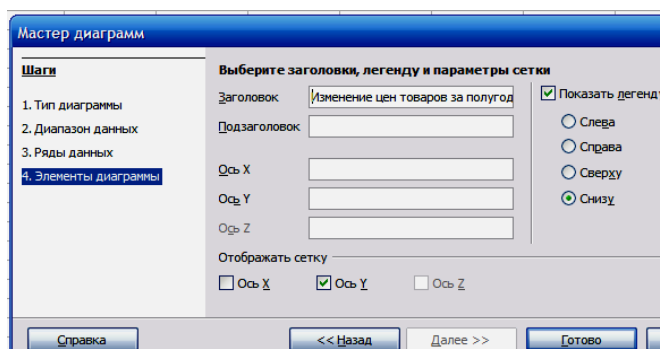 Мастер диаграмм
Шаги
1. Тип диаграммы
2. Диапазон данных
3. Ряды данных
4. Элементы диаграммы
Выберите заголовки, легенду и параметры сетки
Заголовок Изменение цен товаров за полугод
Подзаголовок
Ось X
Ось Y
Ось Z
Показать легенду
Слева
Справа
Сверху
Снизу
Отображать сетку
Ось X Ось Y Ось Z
Справка << Назад Далее >> Готово